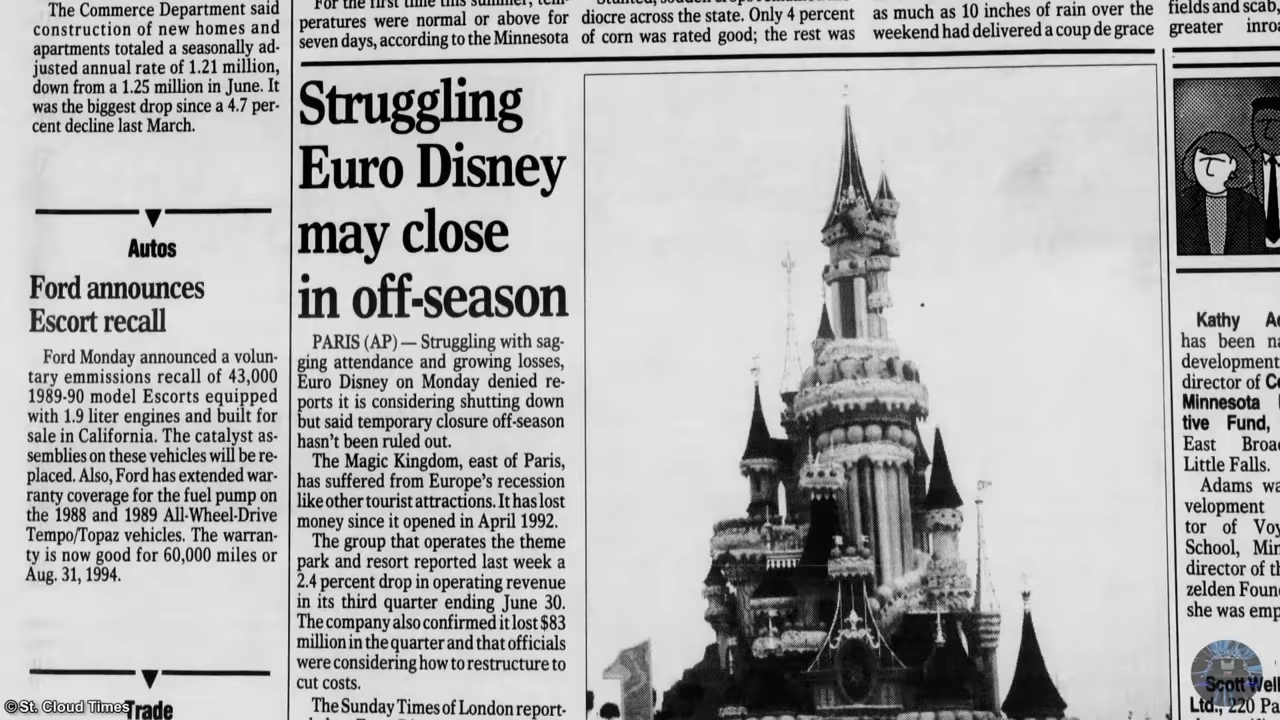 The Commerce Department said
construction of new homes and
apartments totaled a seasonally ad-
justed annual rate of 1.21 million,
down from a 1.25 million in June. It
was the biggest drop since a 4.7 per-
cent decline last March.
Autos
Ford announces
Escort recall
Ford Monday announced a volun-
tary emmissions recall of 43,000
1989-90 model Escorts equipped
with 1.9 liter engines and built for
sale in California. The catalyst as-
semblies on these vehicles will be re-
placed. Also, Ford has extended war-
ranty coverage for the fuel pump on
the 1988 and 1989 All-Wheel-Drive
Tempo/Topaz vehicles. The warran-
ty is now good for 60,000 miles or
Aug. 31, 1994.
Trade
©St. Cloud Times
For the first time this summer, tem-
peratures were normal or above for
seven days, according to the Minnesota
diocre across the state. Only 4 percent
of corn was rated good; the rest was
as much as 10 inches of rain over the
weekend had delivered a coup de grace
fields and scab,
greater
Struggling
Euro Disney
may close
in off-season
PARIS (AP) — Struggling with sag-
ging attendance and growing losses,
Euro Disney on Monday denied re-
ports it is considering shutting down
but said temporary closure off-season
hasn't been ruled out.
The Magic Kingdom, east of Paris,
has suffered from Europe's recession
like other tourist attractions. It has lost
money since it opened in April 1992.
The group that operates the theme
park and resort reported last week a
2.4 percent drop in operating revenue
in its third quarter ending June 30.
The company also confirmed it lost $83
million in the quarter and that officials
were considering how to restructure to
cut costs.
The Sunday Times of London report-
Kathy
has been
development
director of
Minnesota
tive Fund,
East
Little Falls.
Adams
velopment
tor of
School,
director of
zelden
she was
Scott
Ltd., 220